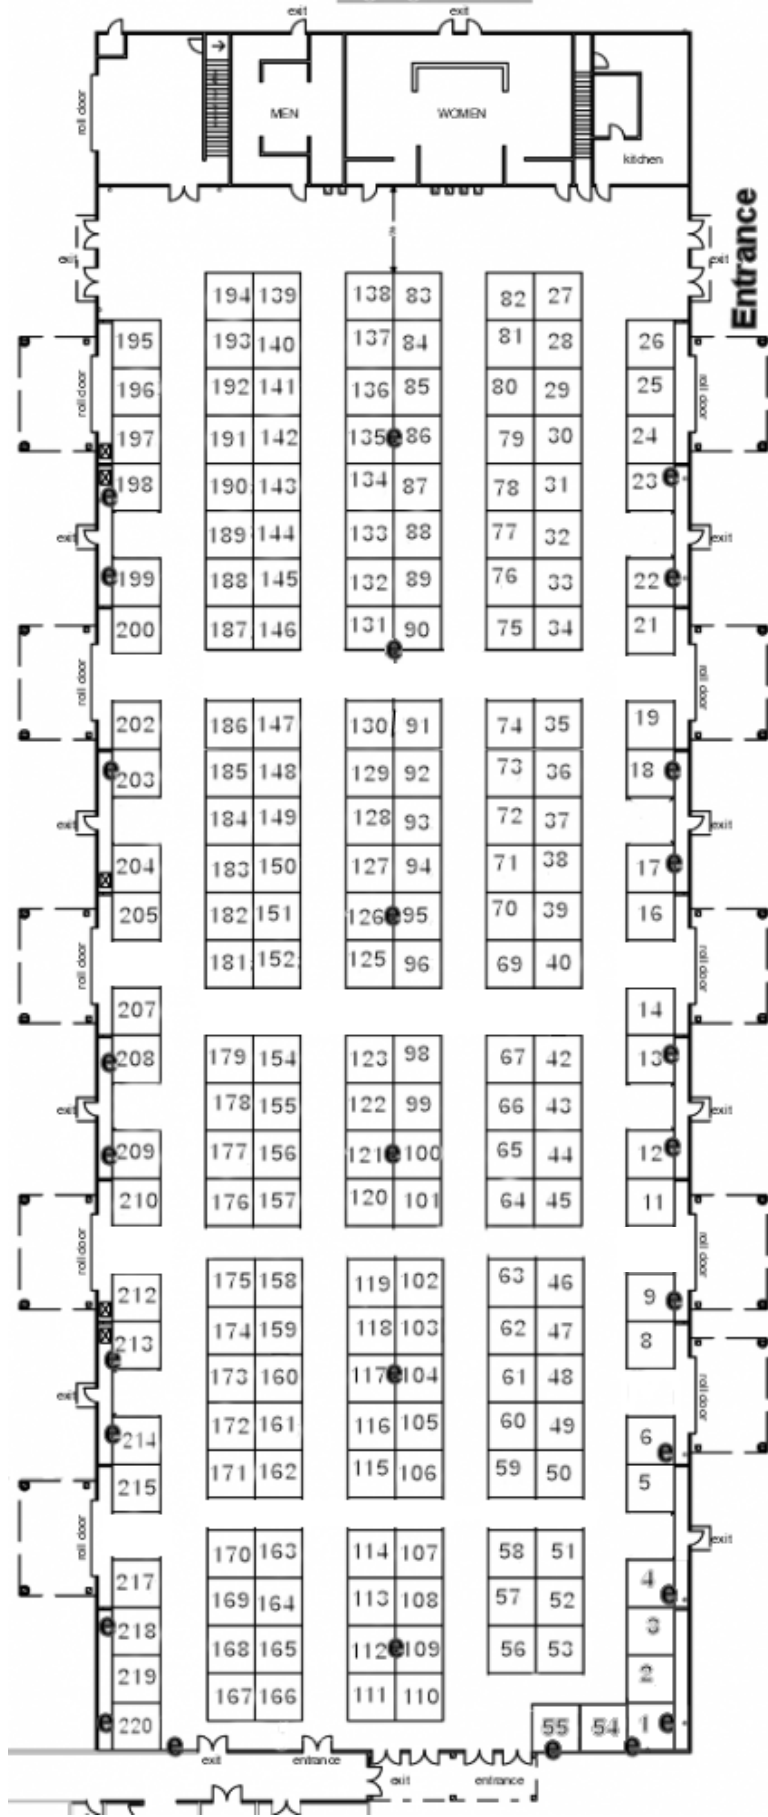 exit exit
roll door MEN WOMEN kitchen
exit exit Entrance
194 139 138 83 82 27
195 193 140 137 84 81 28 26
roll door 196 192 141 136 85 80 29 25 roll door
197 191 142 135 e 86 79 30 24
198 e 190 143 134 87 78 31 23 e
exit 189 144 133 88 77 32 exit
e 199 188 145 132 89 76 33 22 e
200 187 146 131 90 75 34 21
e
roll door roll door
202 186 147 130 91 74 35 19
e 203 185 148 129 92 73 36 18 e
exit 184 149 128 93 72 37 exit
204 183 150 127 94 71 38 17 e
205 182 151 126 e 95 70 39 16
roll door 181 152 125 96 69 40 roll door
207 14
e 208 179 154 123 98 67 42 13 e
exit 178 155 122 99 66 43 exit
e 209 177 156 121 e 100 65 44 12 e
210 176 157 120 101 64 45 11
roll door roll door
212 175 158 119 102 63 46 9 e
213 174 159 118 103 62 47 8
e
exit 173 160 117 e 104 61 48 roll door
e 214 172 161 116 105 60 49 6 e
215 171 162 115 106 59 50 5
roll door exit
217 170 163 114 107 58 51 4 e
e 218 169 164 113 108 57 52 3
219 168 165 112 e 109 56 53 2
e 220 167 166 111 110 55 54 1 e
e e e
exit entrance exit entrance